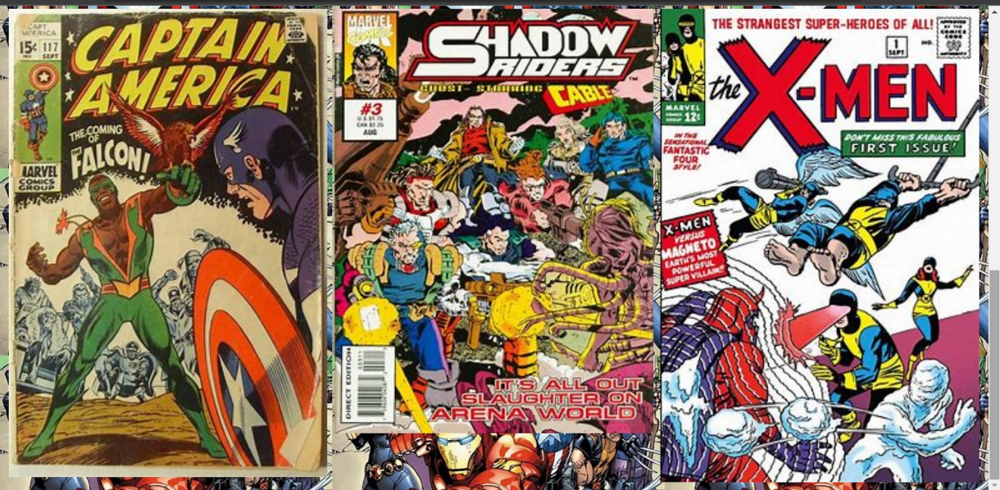 CAPT.
AMERICA
15¢
117
SEPT
CAPTAIN
AMERICA
THE COMING
OF
THE
FALCON!
MARVEL
COMICS
GROUP
MARVEL
COMICS
SHADOW
RIDERS
TM
GUEST-STARRING
CABLE
#3
U.S. $1.75
CAN $2.25
AUG
DIRECT EDITION
IT'S ALL OUT
SLAUGHTER ON
ARENA WORLD
THE STRANGEST SUPER-HEROES OF ALL!
APPROVED
BY THE
COMICS
CODE
AUTHORITY
1
SEPT.
IND.
the X-MEN
MARVEL
COMICS
GROUP 12¢
DON'T MISS THIS FABULOUS
FIRST ISSUE!
IN THE
SENSATIONAL
FANTASTIC
FOUR
STYLE!
X-MEN
VERSUS
MAGNETO
EARTH'S MOST
POWERFUL
SUPER VILLAIN!!